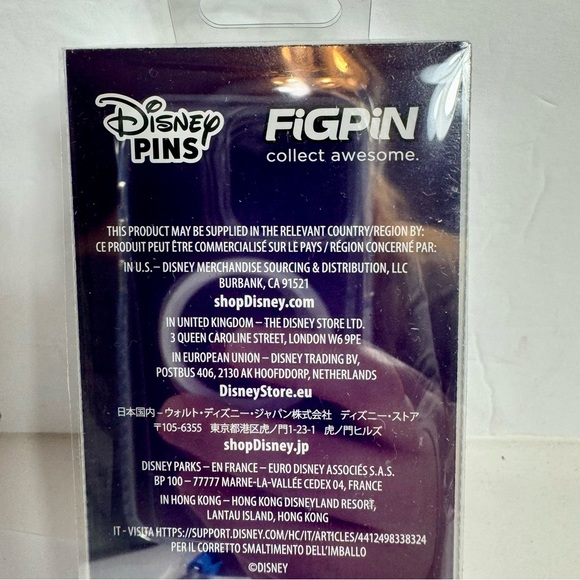 Disney PINS
FiGPiN
collect awesome.
THIS PRODUCT MAY BE SUPPLIED IN THE RELEVANT COUNTRY/REGION BY:
CE PRODUIT PEUT ÊTRE COMMERCIALISÉ SUR LE PAYS / RÉGION CONCERNÉ PAR:
IN U.S. – DISNEY MERCHANDISE SOURCING & DISTRIBUTION, LLC
BURBANK, CA 91521
shopDisney.com
IN UNITED KINGDOM – THE DISNEY STORE LTD.
3 QUEEN CAROLINE STREET, LONDON W6 9PE
IN EUROPEAN UNION – DISNEY TRADING BV,
POSTBUS 406, 2130 AK HOOFDDORP, NETHERLANDS
DisneyStore.eu
日本国内 – ウォルト・ディズニー・ジャパン株式会社 ディズニー・ストア
〒105-6355 東京都港区虎ノ門1-23-1 虎ノ門ヒルズ
shopDisney.jp
DISNEY PARKS – EN FRANCE – EURO DISNEY ASSOCIÉS S.A.S.
BP 100 – 77777 MARNE-LA-VALLÉE CEDEX 04, FRANCE
IN HONG KONG – HONG KONG DISNEYLAND RESORT,
LANTAU ISLAND, HONG KONG
IT - VISITA HTTPS://SUPPORT.DISNEY.COM/HC/IT/ARTICLES/4412498338324
PER IL CORRETTO SMALTIMENTO DELL'IMBALLO
©DISNEY